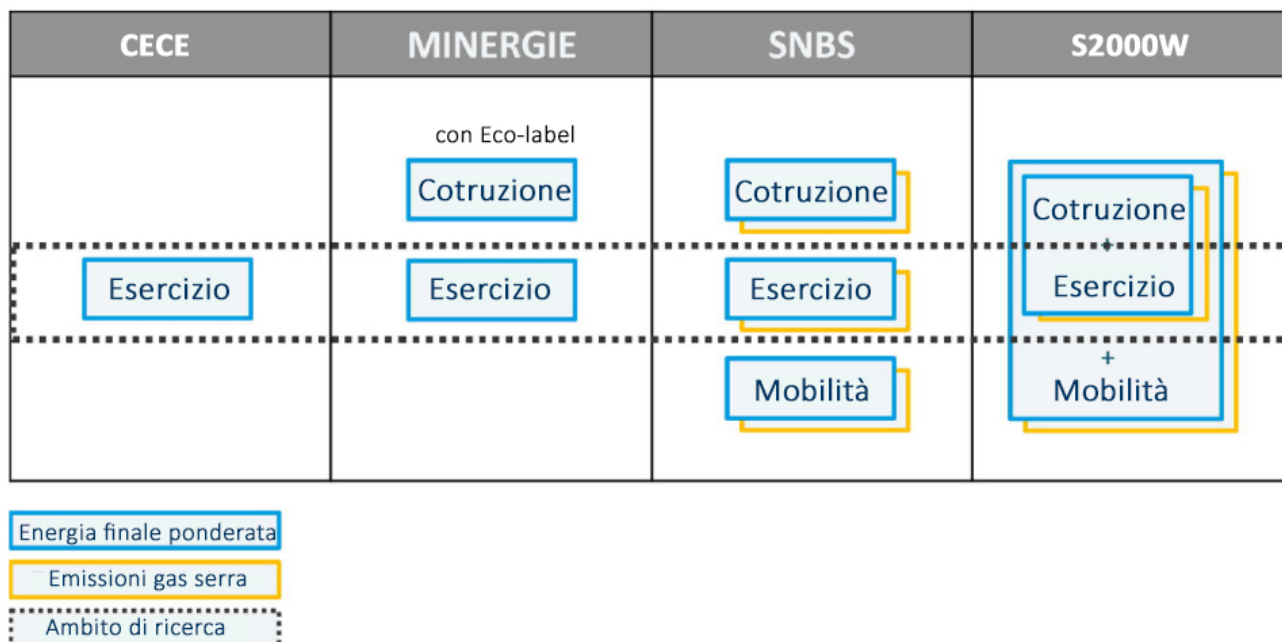 CECE MINERGIE SNBS S2000W
con Eco-label
Cotruzione Cotruzione Cotruzione
+
Esercizio Esercizio Esercizio Esercizio
+
Mobilità Mobilità
Energia finale ponderata
Emissioni gas serra
Ambito di ricerca